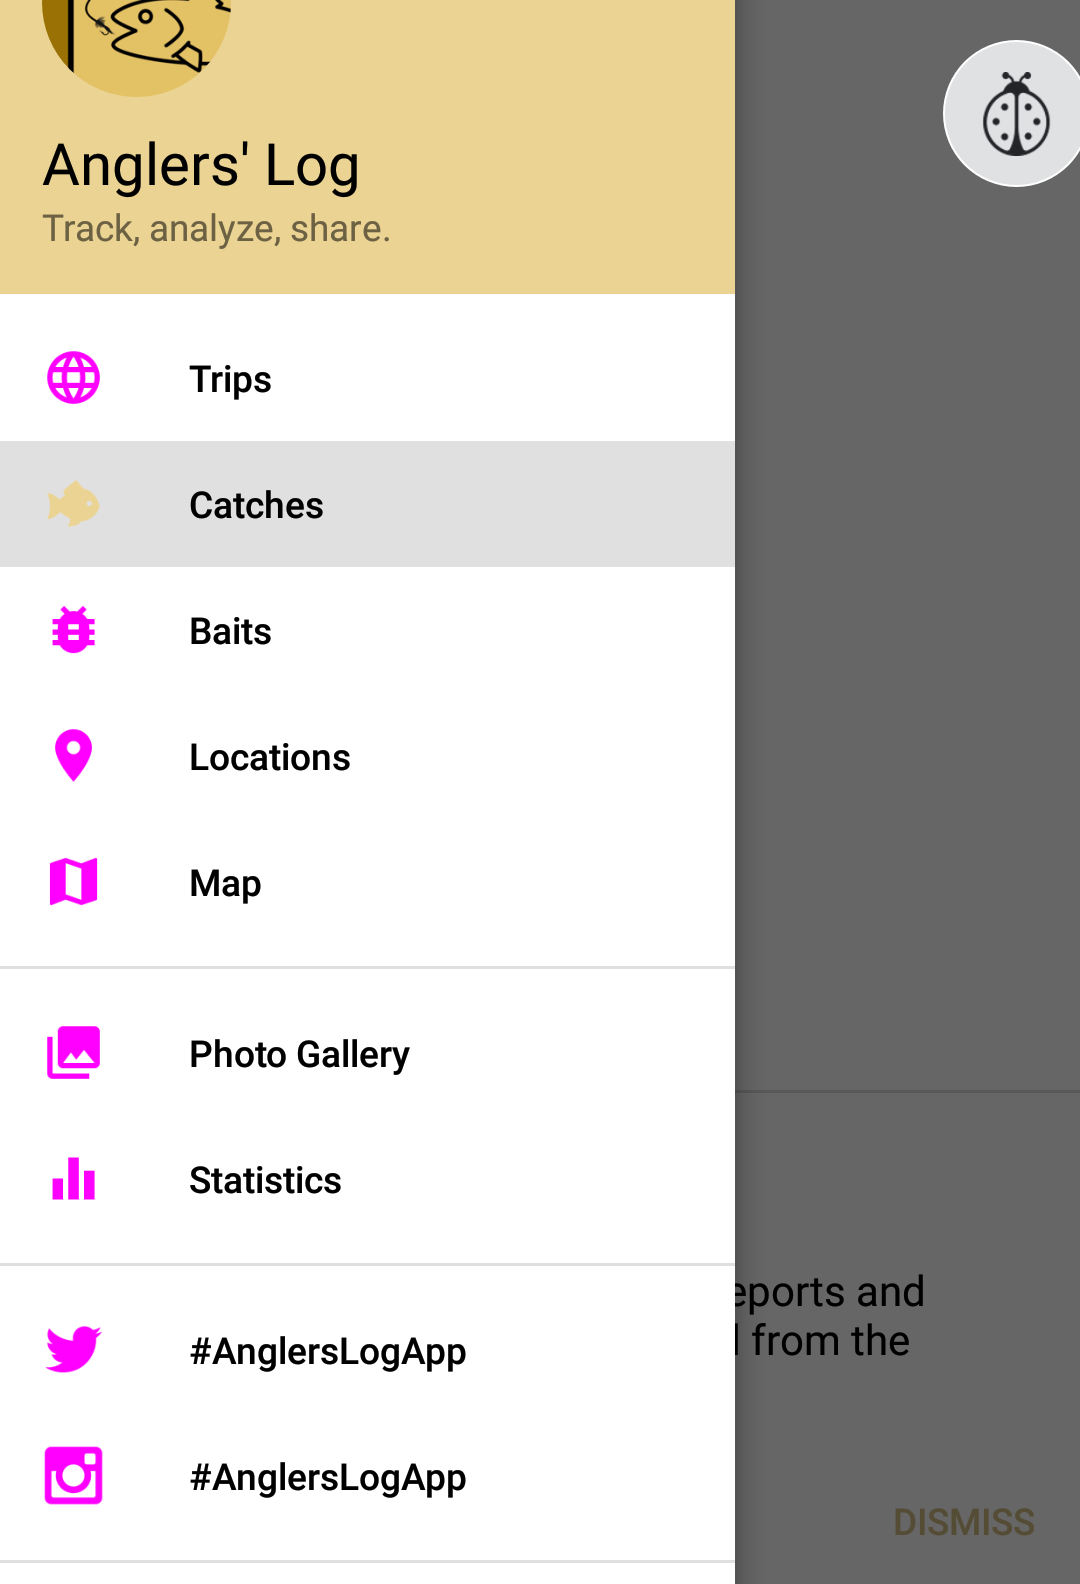 Anglers' Log
Track, analyze, share.
Trips
Catches
Baits
Locations
Map
Photo Gallery
Statistics
#AnglersLogApp
#AnglersLogApp
and
from the
DISMISS